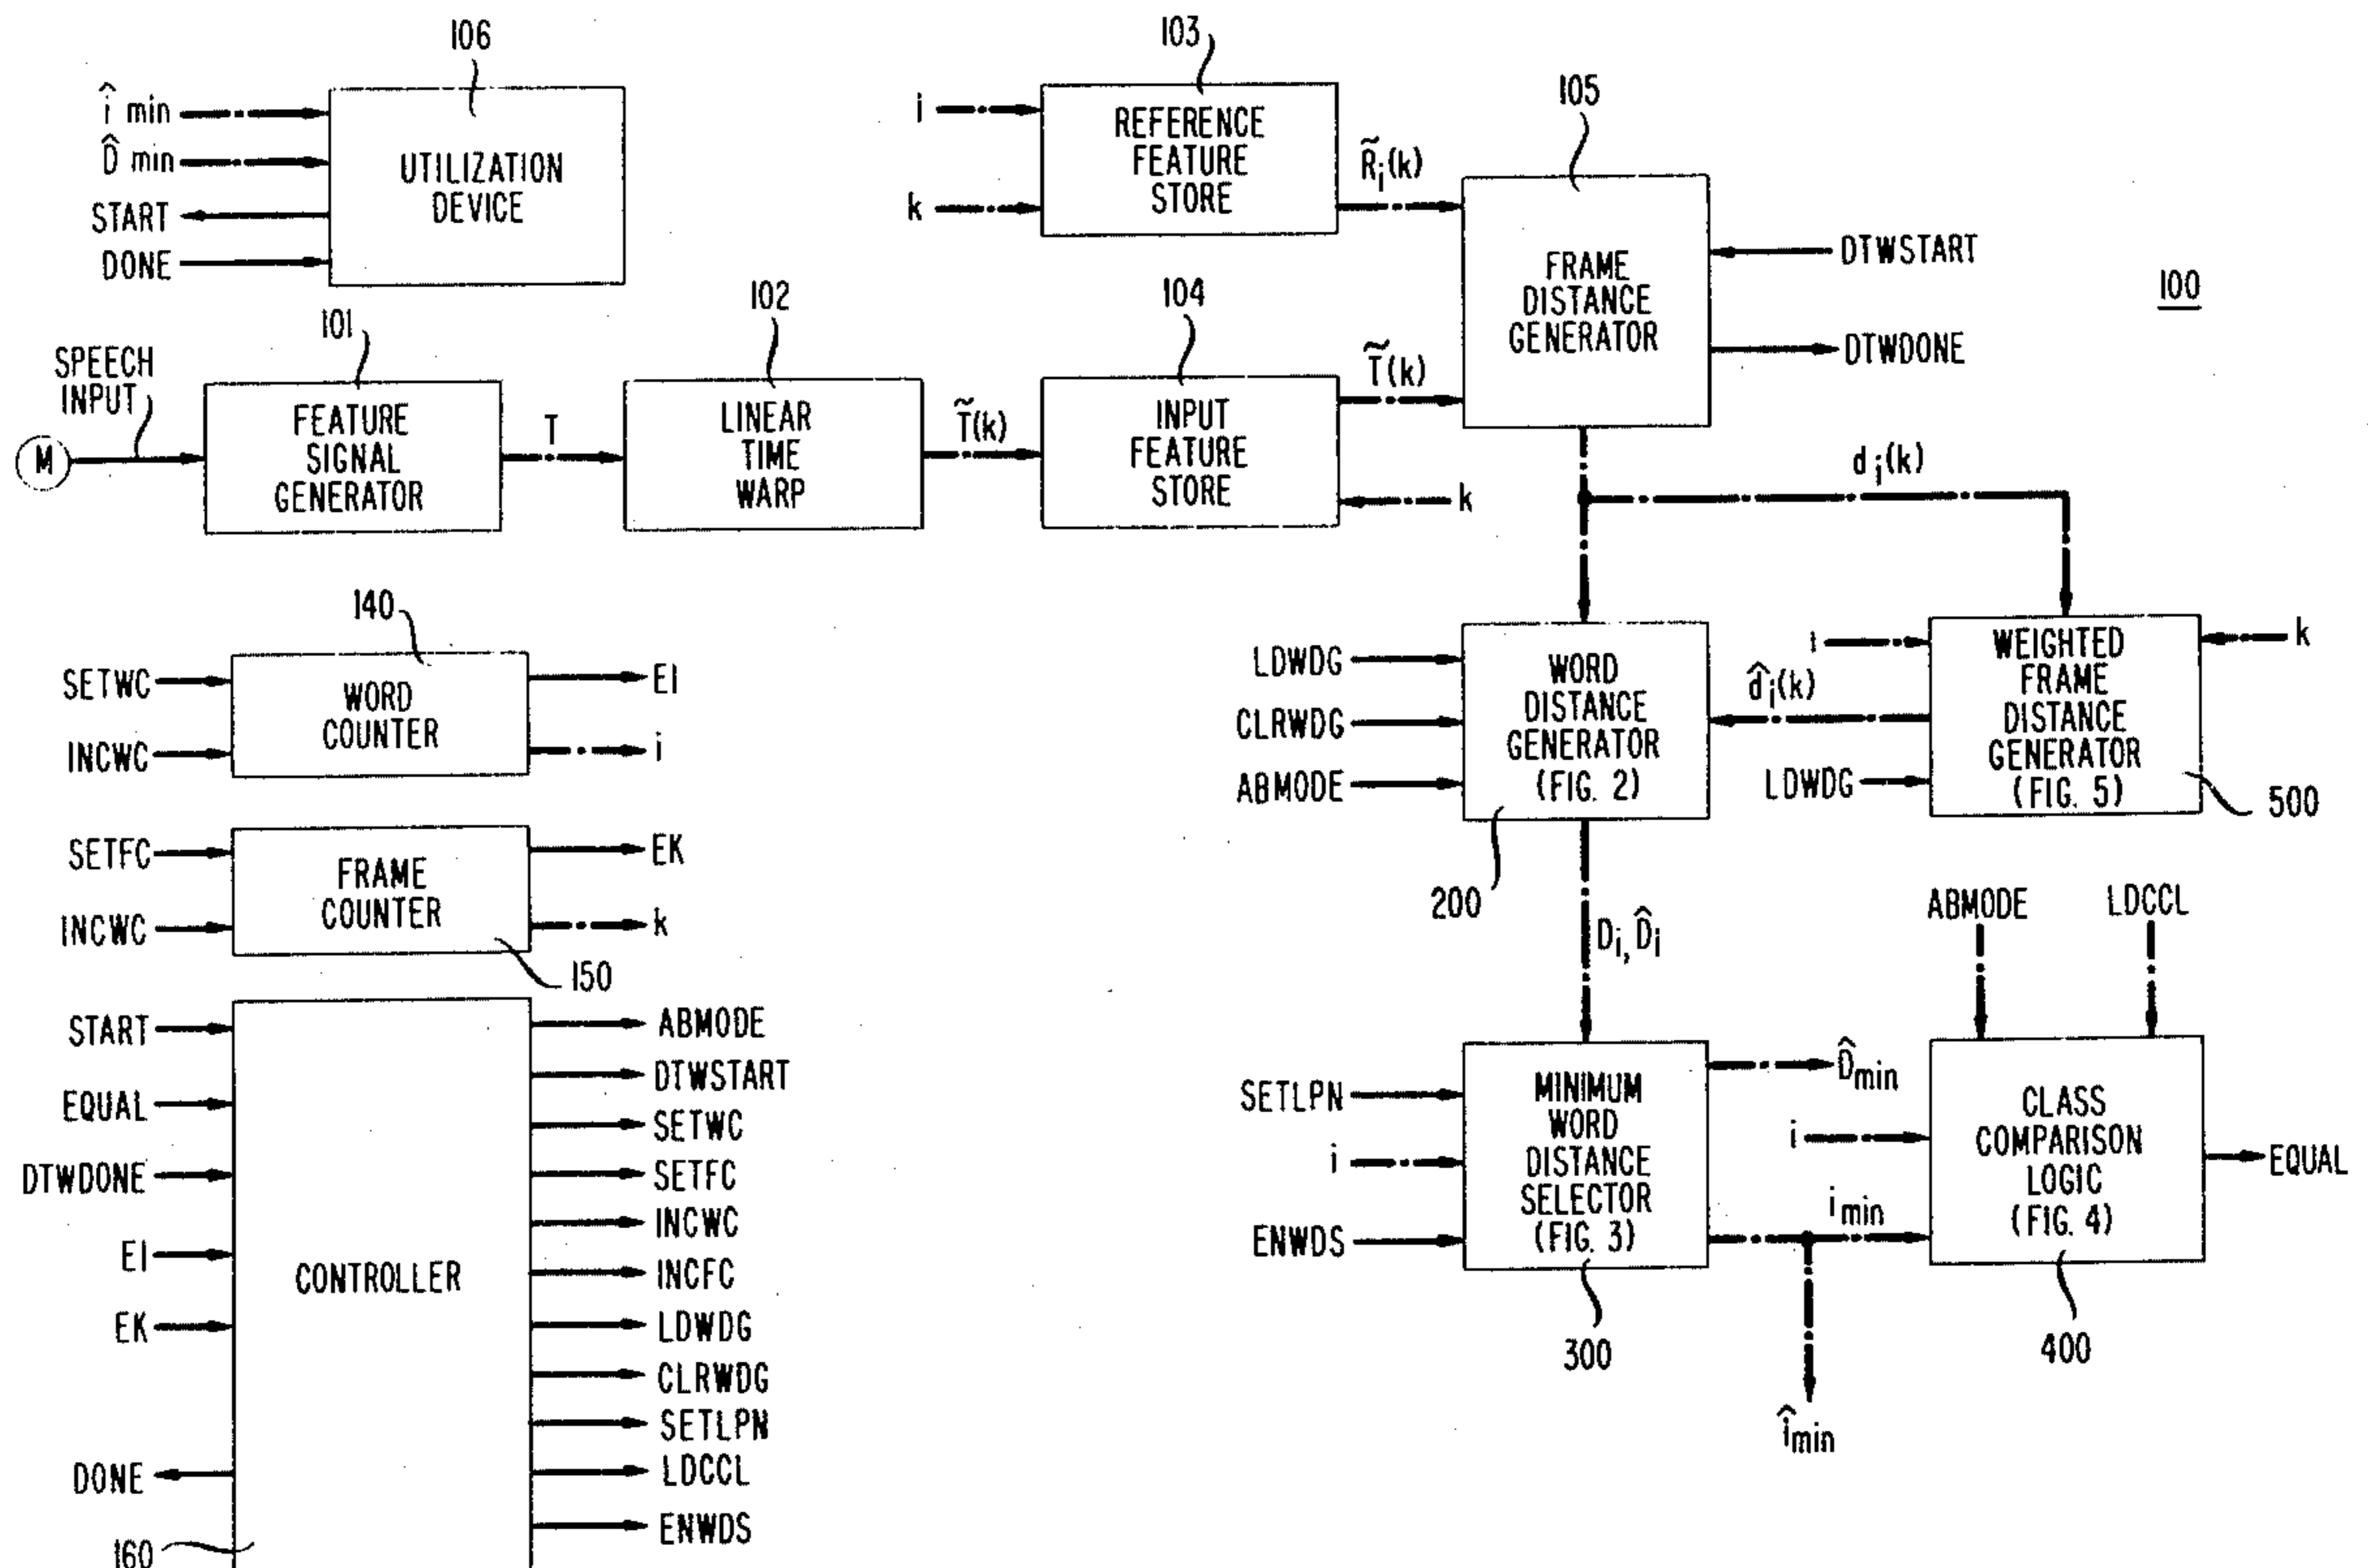 106
î min
D̂ min
START
DONE
UTILIZATION
DEVICE
103
i
k
REFERENCE
FEATURE
STORE
R̃i(k)
105
FRAME
DISTANCE
GENERATOR
DTWSTART
DTWDONE
100
SPEECH
INPUT
M
101
FEATURE
SIGNAL
GENERATOR
T
102
LINEAR
TIME
WARP
T̃(k)
104
INPUT
FEATURE
STORE
T̃(k)
k
di(k)
140
SETWC
INCWC
WORD
COUNTER
EI
i
SETFC
INCWC
FRAME
COUNTER
EK
k
150
LDWDG
CLRWDG
ABMODE
WORD
DISTANCE
GENERATOR
(FIG. 2)
200
d̂i(k)
i
LDWDG
WEIGHTED
FRAME
DISTANCE
GENERATOR
(FIG. 5)
k
500
Di, D̂i
START
EQUAL
DTWDONE
EI
EK
DONE
CONTROLLER
160
ABMODE
DTWSTART
SETWC
SETFC
INCWC
INCFC
LDWDG
CLRWDG
SETLPN
LDCCL
ENWDS
SETLPN
i
ENWDS
MINIMUM
WORD
DISTANCE
SELECTOR
(FIG. 3)
300
D̂min
i
imin
îmin
ABMODE
LDCCL
CLASS
COMPARISON
LOGIC
(FIG. 4)
400
EQUAL